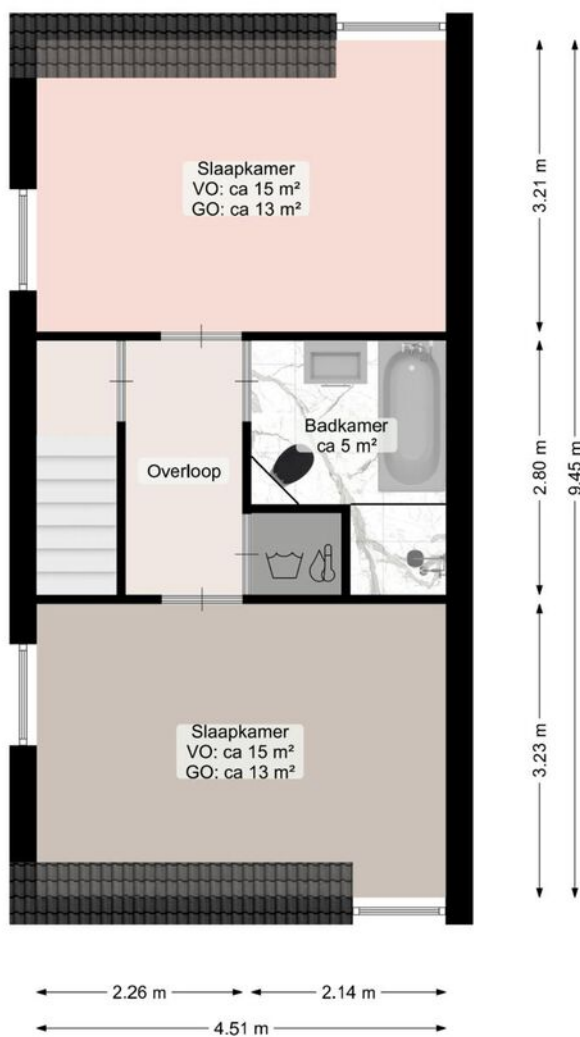 Slaapkamer
VO: ca 15 m²
GO: ca 13 m²
3.21 m
Badkamer
ca 5 m²
Overloop
2.80 m
9.45 m
Slaapkamer
VO: ca 15 m²
GO: ca 13 m²
3.23 m
2.26 m
2.14 m
4.51 m